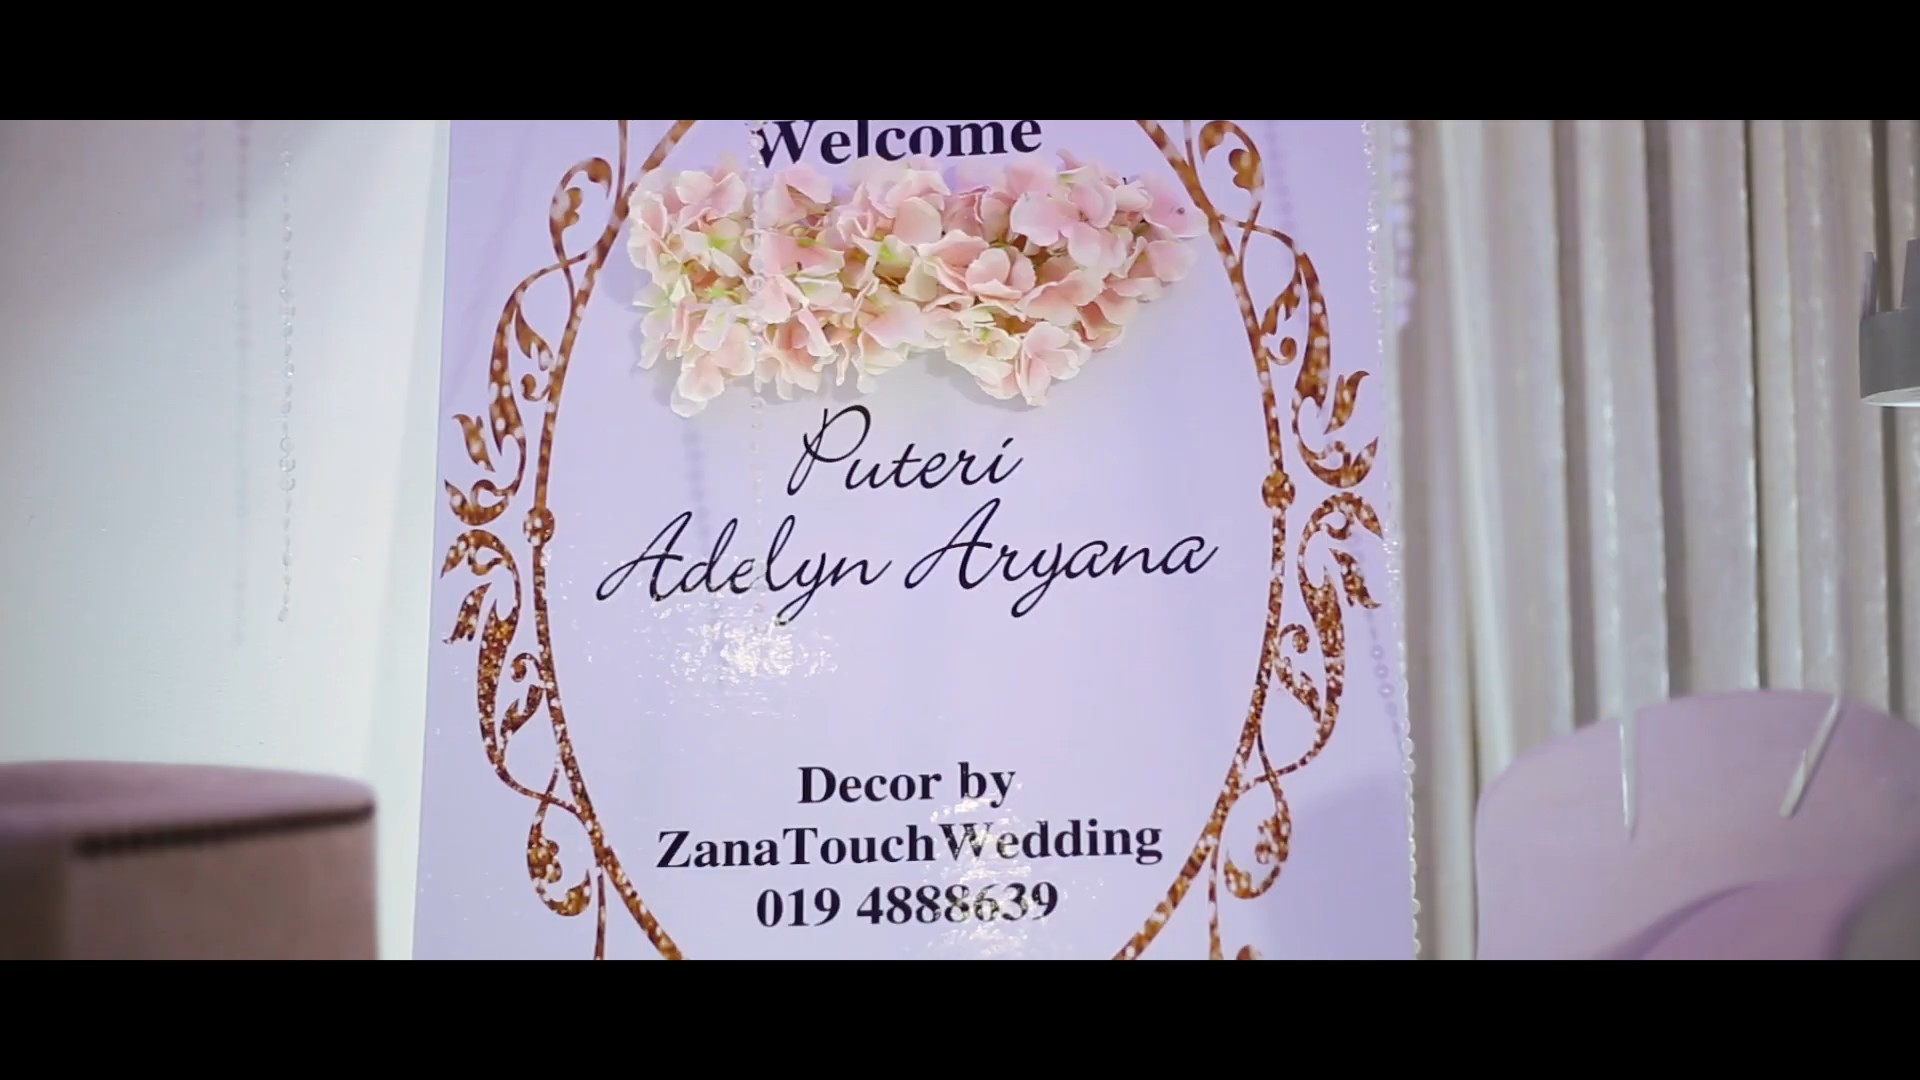 Welcome
Puteri
Adelyn Aryana
Decor by
ZanaTouchWedding
019 4888639